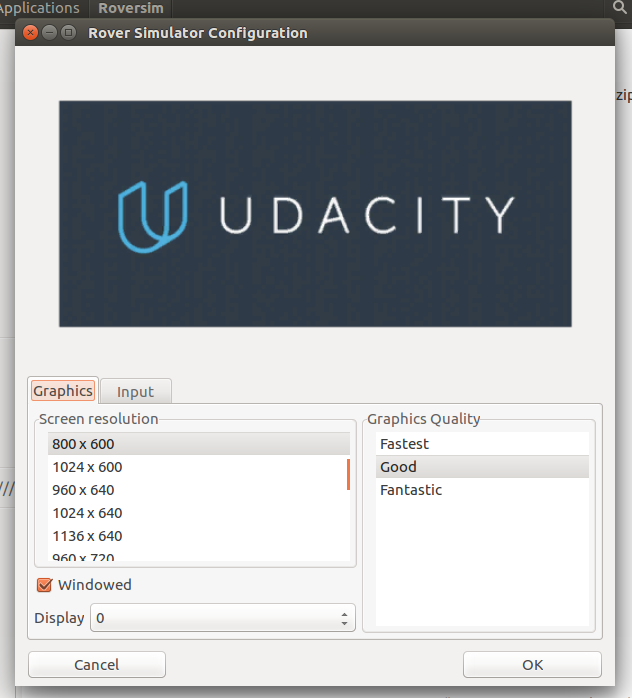 Applications Roversim
Rover Simulator Configuration
zip
UDACITY
Graphics Input
Screen resolution
800 x 600
1024 x 600
960 x 640
1024 x 640
1136 x 640
960 x 720
Graphics Quality
Fastest
Good
Fantastic
Windowed
Display 0
Cancel OK